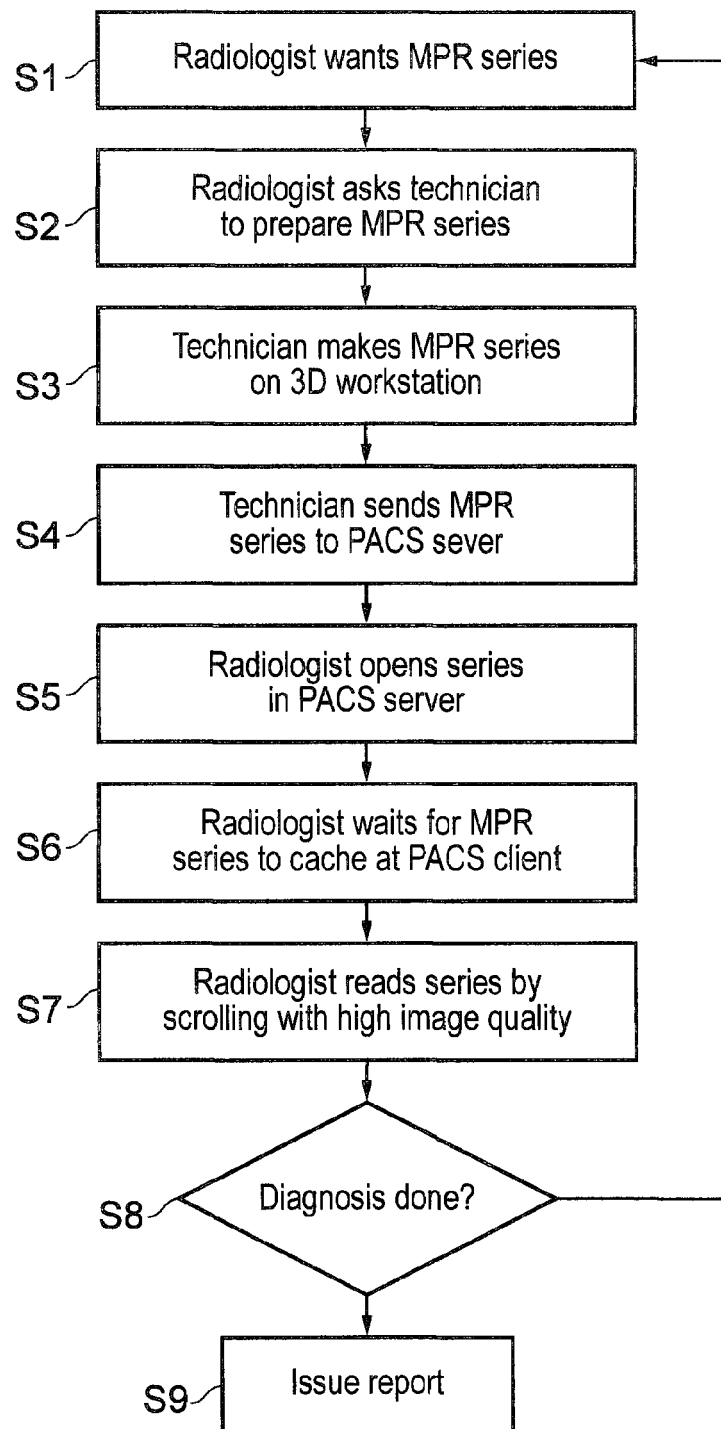 S1
Radiologist wants MPR series
S2
Radiologist asks technician
to prepare MPR series
S3
Technician makes MPR series
on 3D workstation
S4
Technician sends MPR
series to PACS sever
S5
Radiologist opens series
in PACS server
S6
Radiologist waits for MPR
series to cache at PACS client
S7
Radiologist reads series by
scrolling with high image quality
S8
Diagnosis done?
S9
Issue report